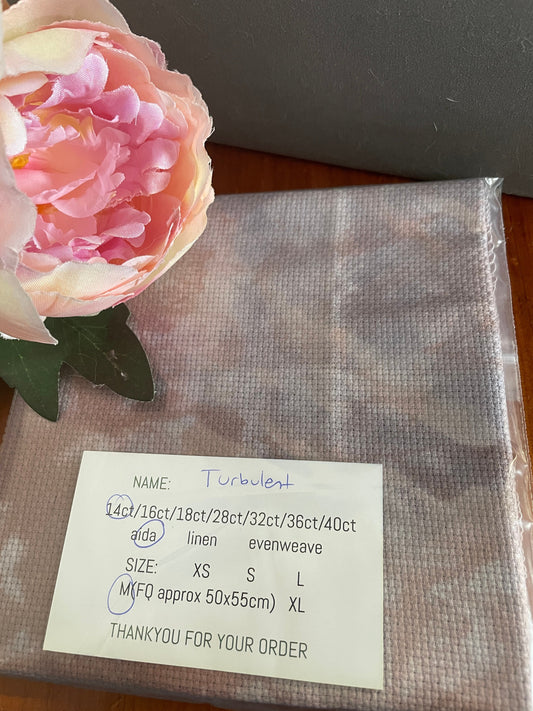 NAME: Turbulent
14ct/16ct/18ct/28ct/32ct/36ct/40ct
aida linen evenweave
SIZE: XS S L
M(FQ approx 50x55cm) XL
THANKYOU FOR YOUR ORDER